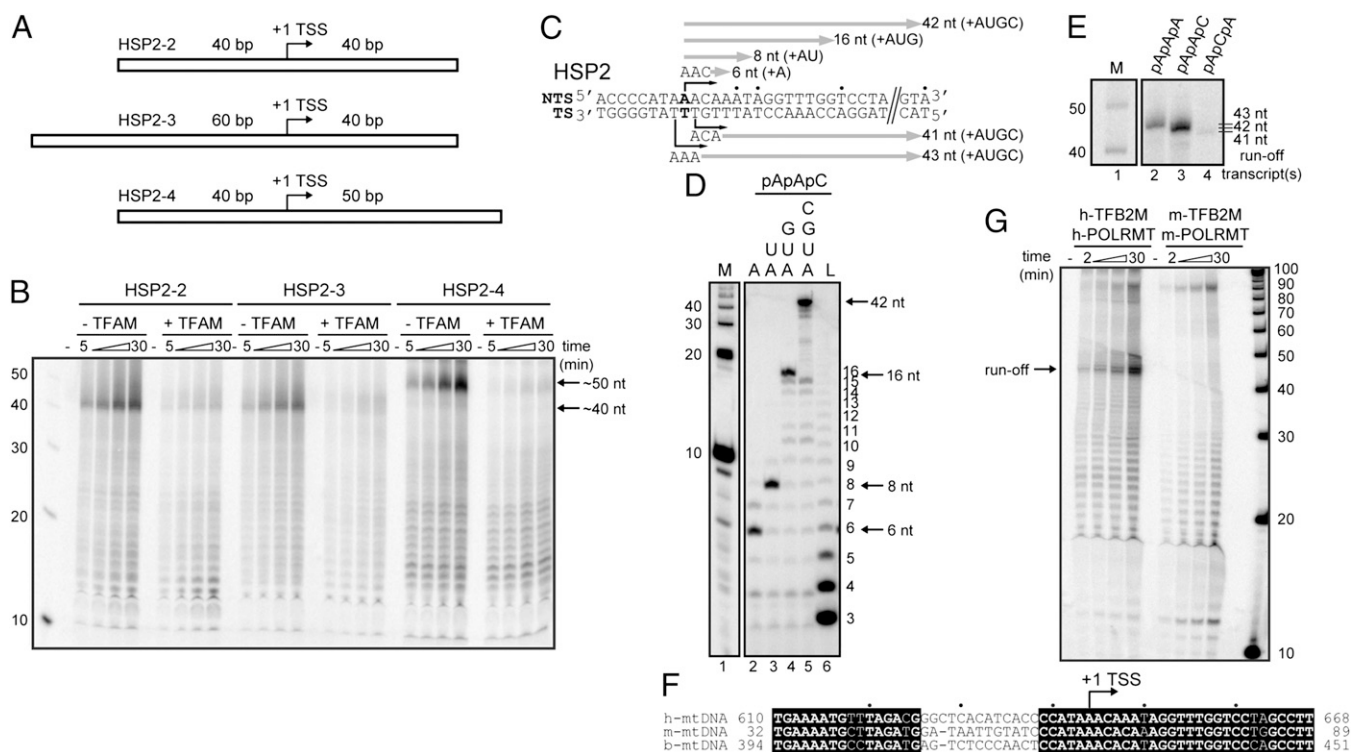 A
HSP2-2 40 bp +1 TSS 40 bp
HSP2-3 60 bp +1 TSS 40 bp
HSP2-4 40 bp +1 TSS 50 bp
B
HSP2-2 HSP2-3 HSP2-4
- TFAM + TFAM - TFAM + TFAM - TFAM + TFAM
- 5 30 - 5 30 - 5 30 - 5 30 - 5 30 - 5 30 time
(min)
50
40
30
20
10
~50 nt
~40 nt
C
42 nt (+AUGC)
16 nt (+AUG)
8 nt (+AU)
AAC 6 nt (+A)
HSP2
NTS 5' ACCCCATAAACAAATAGGTTTGGTCCTA GTA 3'
TS 3' TGGGGTATTTGTTTATCCAAACCAGGAT CAT 5'
ACA 41 nt (+AUGC)
AAA 43 nt (+AUGC)
D
pApApC
C
G G
U U U
M A A A A L
40
30
20
10
16
15
14
13
12
11
10
9
8
7
6
5
4
3
42 nt
16 nt
8 nt
6 nt
1 2 3 4 5 6
E
pApApA
pApApC
pApCpA
M
50
40
43 nt
42 nt
41 nt
run-off
transcript(s)
1 2 3 4
F
+1 TSS
h-mtDNA 610 TGAAAATGTTTAGACGGGCTCACATCACCCCATAAACAAATAGGTTTGGTCCTAGCCTT 668
m-mtDNA 32 TGAAAATGCTTAGATGGA-TAATTGTATCCCATAAACACAAAGGTTTGGTCCTGGCCTT 89
b-mtDNA 394 TGAAAATGCCTAGATGAG-TCTCCCAACTCCATAAACACATAGGTTTGGTCCCAGCCTT 451
G
h-TFB2M m-TFB2M
h-POLRMT m-POLRMT
time - 2 30 - 2 30
(min)
run-off
100
90
80
70
60
50
40
30
20
10